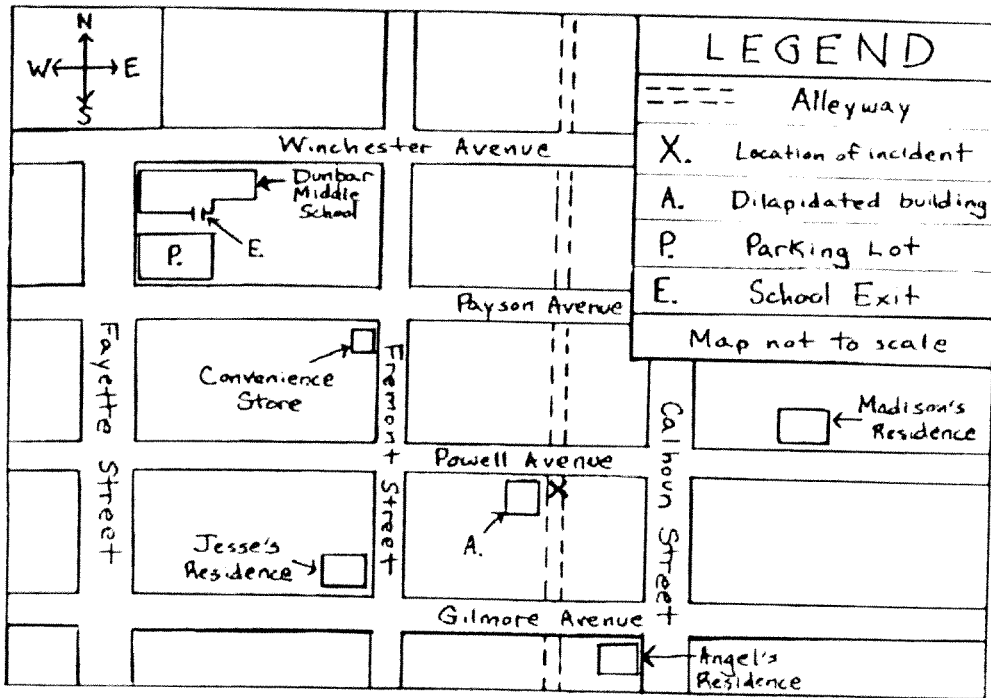 N
W E
S
LEGEND
Alleyway
X. Location of incident
A. Dilapidated building
P. Parking Lot
E. School Exit
Map not to scale
Winchester Avenue
Dunbar
Middle
School
E.
P.
Payson Avenue
Fayette Street
Convenience
Store
Fremont Street
Calhoun Street
Madison's
Residence
Powell Avenue
X
A.
Jesse's
Residence
Gilmore Avenue
Angel's
Residence